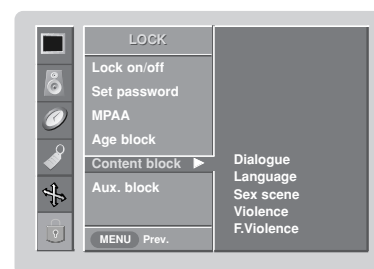 LOCK
Lock on/off
Set password
MPAA
Age block
Content block
Aux. block
MENU Prev.
Dialogue
Language
Sex scene
Violence
F.Violence